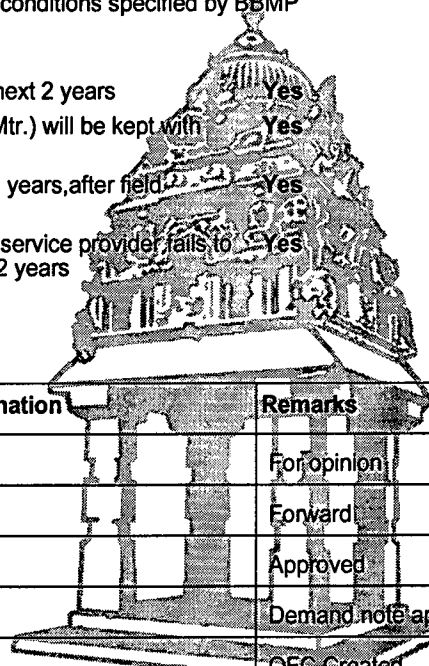 conditions specified by BBMP
next 2 years Yes
Mtr.) will be kept with Yes
years,after field Yes
service provider fails to Yes
2 years
nation Remarks
For opinion
Forward
Approved
Demand note ap
OFC Greater